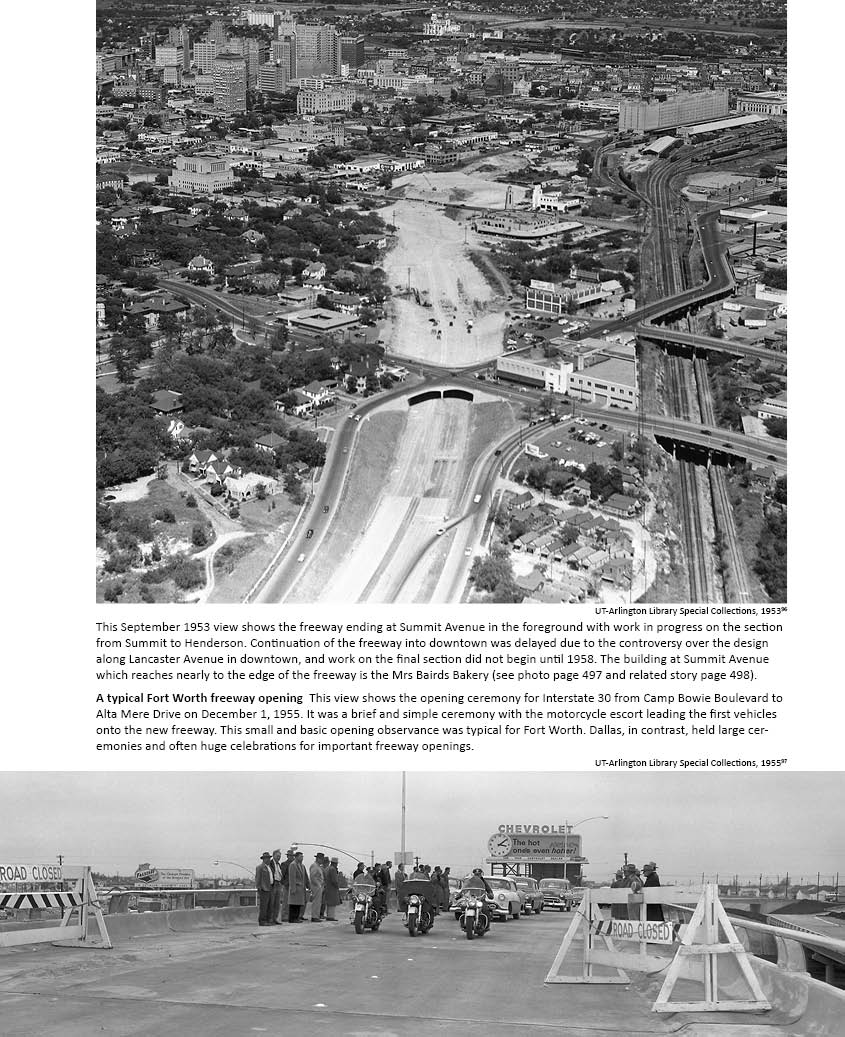 UT-Arlington Library Special Collections, 1953⁹⁶
This September 1953 view shows the freeway ending at Summit Avenue in the foreground with work in progress on the section
from Summit to Henderson. Continuation of the freeway into downtown was delayed due to the controversy over the design
along Lancaster Avenue in downtown, and work on the final section did not begin until 1958. The building at Summit Avenue
which reaches nearly to the edge of the freeway is the Mrs Bairds Bakery (see photo page 497 and related story page 498).
A typical Fort Worth freeway opening This view shows the opening ceremony for Interstate 30 from Camp Bowie Boulevard to
Alta Mere Drive on December 1, 1955. It was a brief and simple ceremony with the motorcycle escort leading the first vehicles
onto the new freeway. This small and basic opening observance was typical for Fort Worth. Dallas, in contrast, held large cer-
emonies and often huge celebrations for important freeway openings.
UT-Arlington Library Special Collections, 1955⁹⁷
CHEVROLET
The hot
one's even hotter!
ROAD CLOSED
ROAD CLOSED